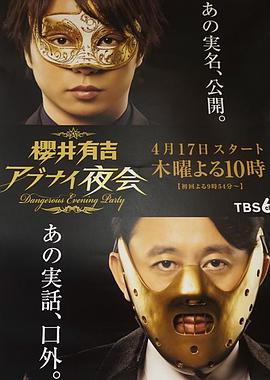 あの実名、公開。
櫻井有吉
アブナイ夜会
Dangerous Evening Party
4月17日スタート
木曜よる10時
【初回よる9時54分〜】
TBS
あの実話、口外。